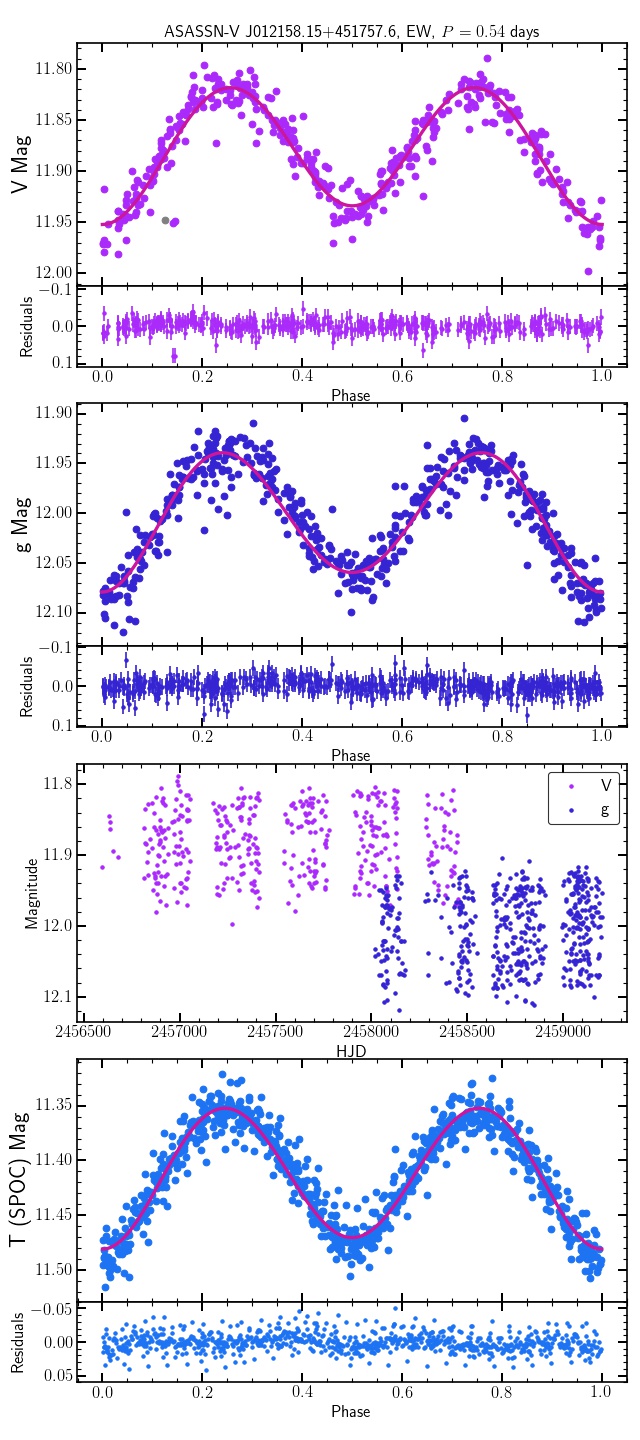 ASASSN-V J012158.15+451757.6, EW, P = 0.54 days
11.80
11.85
11.90
11.95
12.00
V Mag
−0.1
0.0
0.1
Residuals
0.0 0.2 0.4 0.6 0.8 1.0
Phase
11.90
11.95
12.00
12.05
12.10
g Mag
−0.1
0.0
0.1
Residuals
0.0 0.2 0.4 0.6 0.8 1.0
Phase
11.8
11.9
12.0
12.1
Magnitude
V
g
2456500 2457000 2457500 2458000 2458500 2459000
HJD
11.35
11.40
11.45
11.50
T (SPOC) Mag
−0.05
0.00
0.05
Residuals
0.0 0.2 0.4 0.6 0.8 1.0
Phase